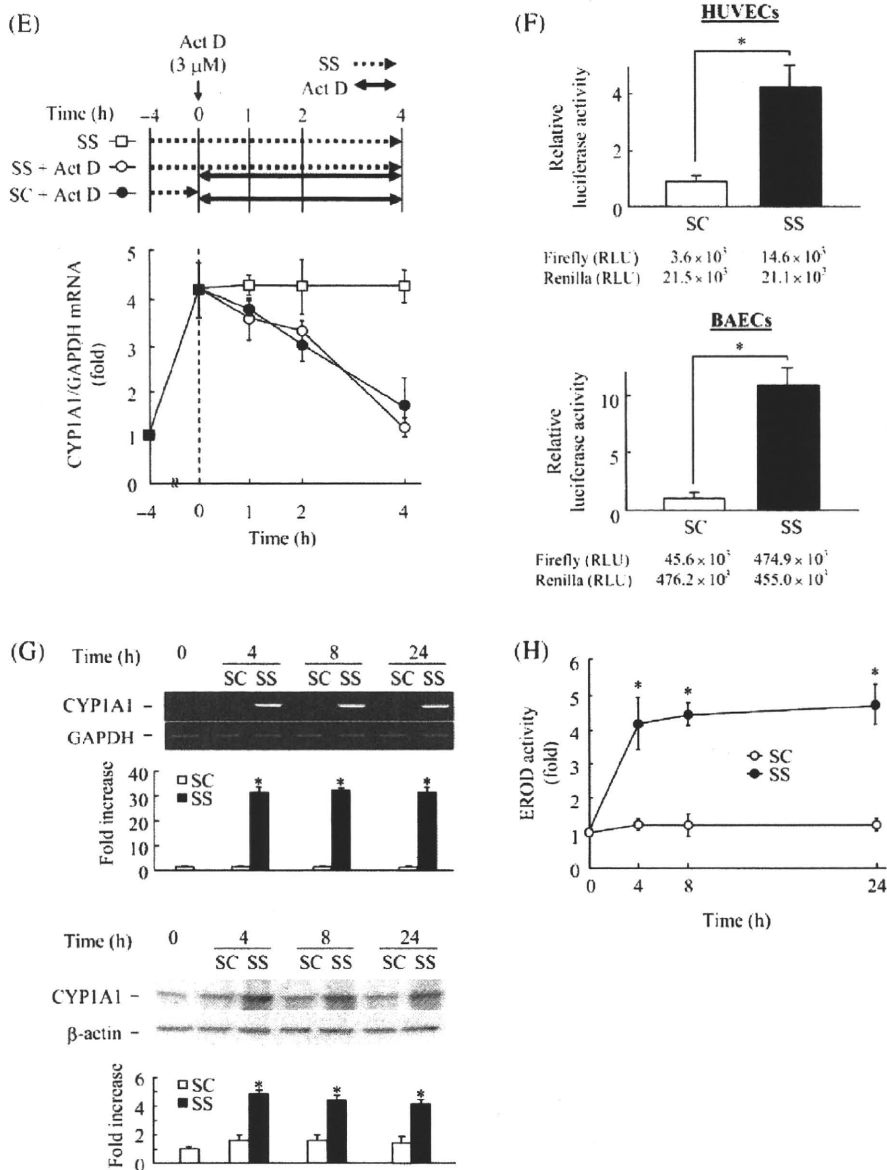 (E)
Act D
(3 μM)
SS
Act D
Time (h) −4 0 1 2 4
SS
SS + Act D
SC + Act D
CYP1A1/GAPDH mRNA
(fold)
5
4
3
2
1
0
−4 0 1 2 4
Time (h)
(F)
HUVECs
*
Relative
luciferase activity
4
2
0
SC SS
Firefly (RLU) 3.6 × 10³ 14.6 × 10³
Renilla (RLU) 21.5 × 10³ 21.1 × 10³
BAECs
*
Relative
luciferase activity
10
5
0
SC SS
Firefly (RLU) 45.6 × 10³ 474.9 × 10³
Renilla (RLU) 476.2 × 10³ 455.0 × 10³
(G)
Time (h) 0 4 8 24
SC SS SC SS SC SS
CYP1A1 –
GAPDH –
Fold increase
40
30
20
10
0
SC
SS
* * *
Time (h) 0 4 8 24
SC SS SC SS SC SS
CYP1A1 –
β-actin –
Fold increase
6
4
2
0
SC
SS
* * *
(H)
EROD activity
(fold)
6
5
4
3
2
1
0
* * *
SC
SS
0 4 8 24
Time (h)